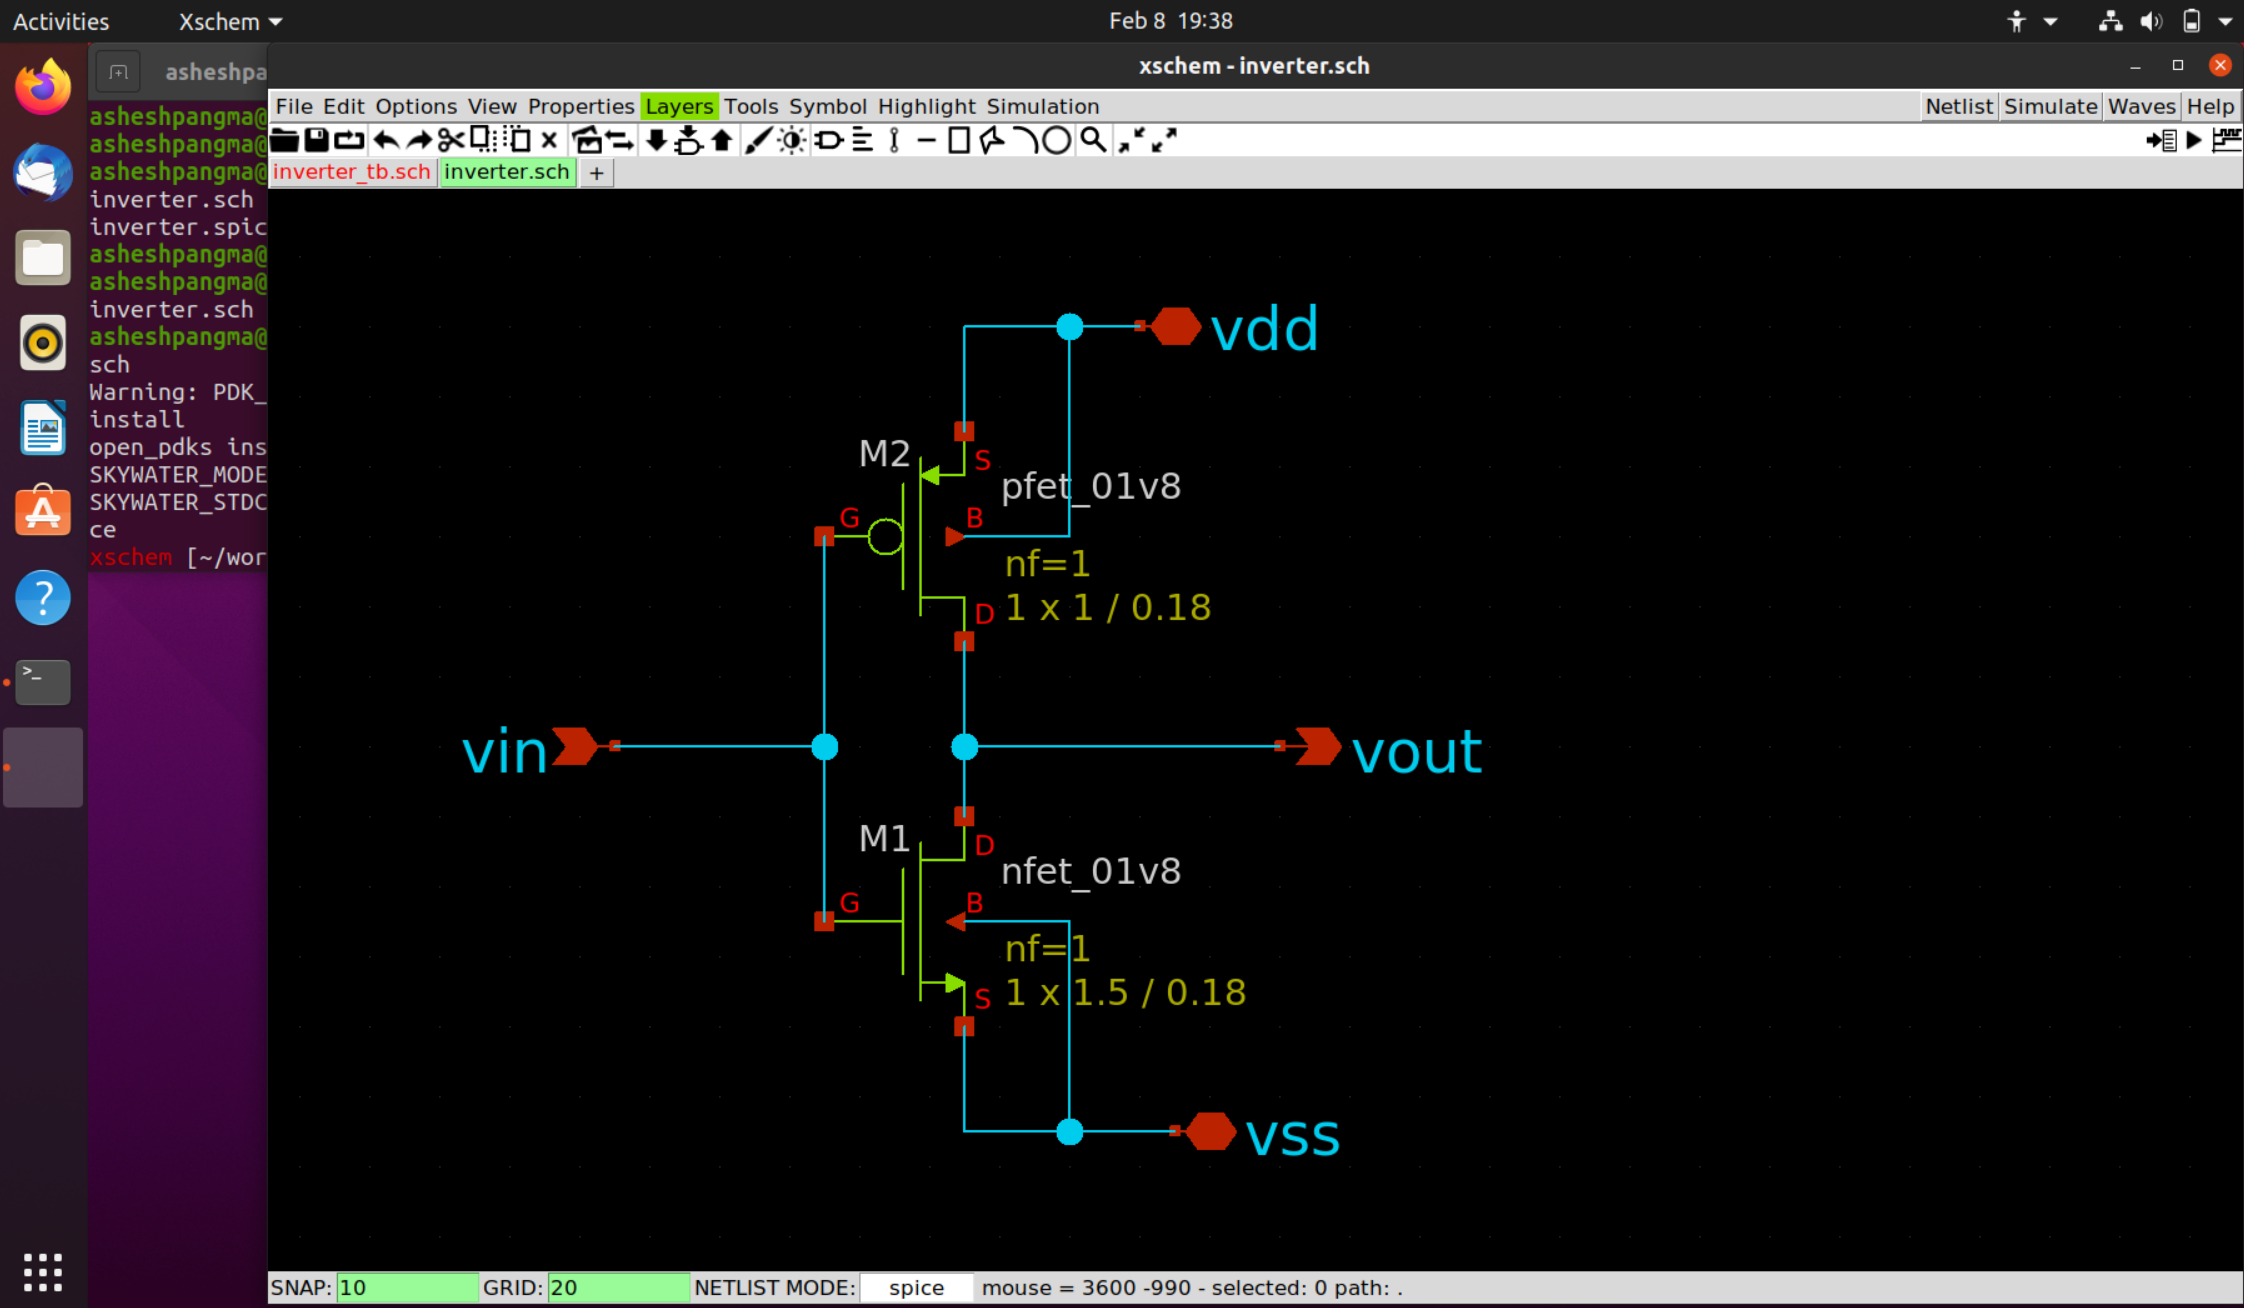 Activities Xschem Feb 8 19:38
asheshpa
xschem - inverter.sch
File Edit Options View Properties Layers Tools Symbol Highlight Simulation Netlist Simulate Waves Help
inverter_tb.sch inverter.sch +
asheshpangma@
asheshpangma@
asheshpangma@
inverter.sch
inverter.spic
asheshpangma@
asheshpangma@
inverter.sch
asheshpangma@
sch
Warning: PDK_
install
open_pdks ins
SKYWATER_MODE
SKYWATER_STDC
ce
xschem [~/wor
vdd
M2
S
pfet_01v8
G
B
nf=1
D
1 x 1 / 0.18
vin
vout
M1
D
nfet_01v8
G
B
nf=1
S
1 x 1.5 / 0.18
vss
SNAP: 10 GRID: 20 NETLIST MODE: spice mouse = 3600 -990 - selected: 0 path: .